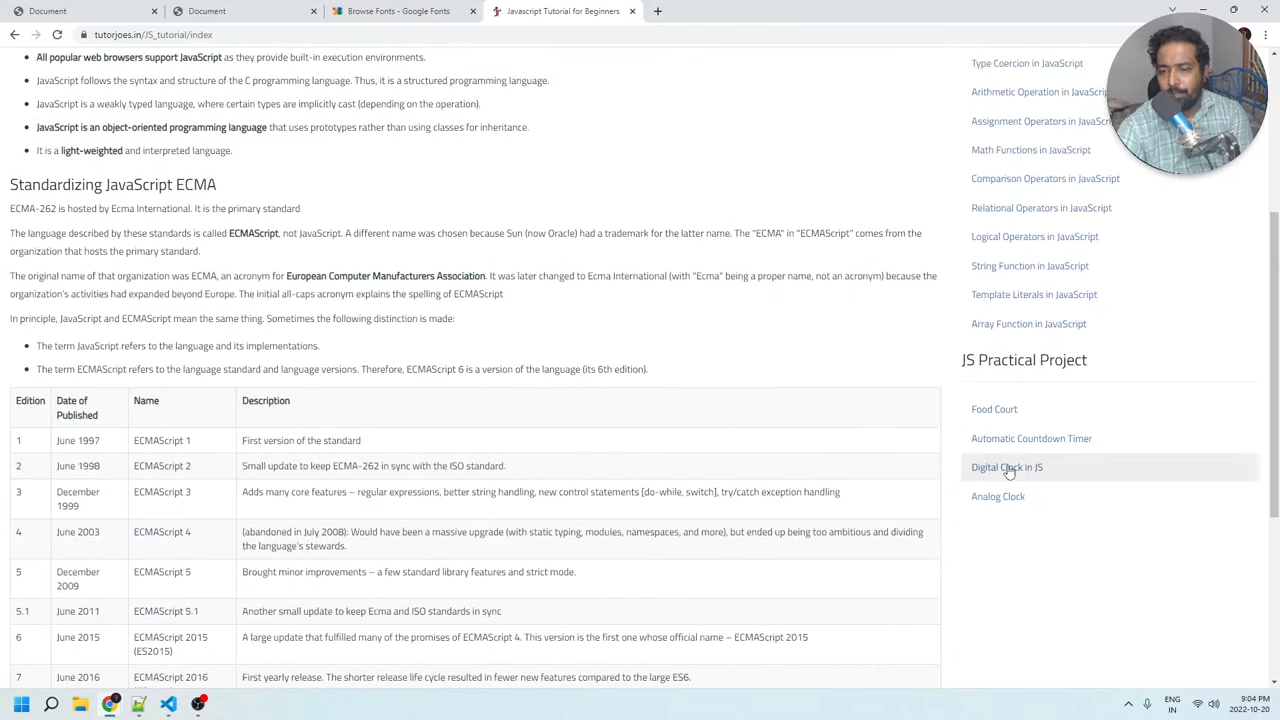 Document
Document
Browse Fonts - Google Fonts
Javascript Tutorial for Beginners
tutorjoes.in/JS_tutorial/index
All popular web browsers support JavaScript as they provide built-in execution environments.
JavaScript follows the syntax and structure of the C programming language. Thus, it is a structured programming language.
JavaScript is a weakly typed language, where certain types are implicitly cast (depending on the operation).
JavaScript is an object-oriented programming language that uses prototypes rather than using classes for inheritance.
It is a light-weighted and interpreted language.
Standardizing JavaScript ECMA
ECMA-262 is hosted by Ecma International. It is the primary standard
The language described by these standards is called ECMAScript, not JavaScript. A different name was chosen because Sun (now Oracle) had a trademark for the latter name. The "ECMA" in "ECMAScript" comes from the
organization that hosts the primary standard.
The original name of that organization was ECMA, an acronym for European Computer Manufacturers Association. It was later changed to Ecma International (with "Ecma" being a proper name, not an acronym) because the
organization's activities had expanded beyond Europe. The initial all-caps acronym explains the spelling of ECMAScript
In principle, JavaScript and ECMAScript mean the same thing. Sometimes the following distinction is made:
The term JavaScript refers to the language and its implementations.
The term ECMAScript refers to the language standard and language versions. Therefore, ECMAScript 6 is a version of the language (its 6th edition).
Edition Date of Published Name Description
1 June 1997 ECMAScript 1 First version of the standard
2 June 1998 ECMAScript 2 Small update to keep ECMA-262 in sync with the ISO standard.
3 December 1999 ECMAScript 3 Adds many core features – regular expressions, better string handling, new control statements [do-while, switch], try/catch exception handling
4 June 2003 ECMAScript 4 (abandoned in July 2008): Would have been a massive upgrade (with static typing, modules, namespaces, and more), but ended up being too ambitious and dividing
the language's stewards.
5 December 2009 ECMAScript 5 Brought minor improvements – a few standard library features and strict mode.
5.1 June 2011 ECMAScript 5.1 Another small update to keep Ecma and ISO standards in sync
6 June 2015 ECMAScript 2015 (ES2015) A large update that fulfilled many of the promises of ECMAScript 4. This version is the first one whose official name – ECMAScript 2015
7 June 2016 ECMAScript 2016 First yearly release. The shorter release life cycle resulted in fewer new features compared to the large ES6.
Type Coercion in JavaScript
Arithmetic Operation in JavaScrip
Assignment Operators in JavaScr
Math Functions in JavaScript
Comparison Operators in JavaScript
Relational Operators in JavaScript
Logical Operators in JavaScript
String Function in JavaScript
Template Literals in JavaScript
Array Function in JavaScript
JS Practical Project
Food Court
Automatic Countdown Timer
Digital Clock in JS
Analog Clock
ENG
IN
9:04 PM
2022-10-20